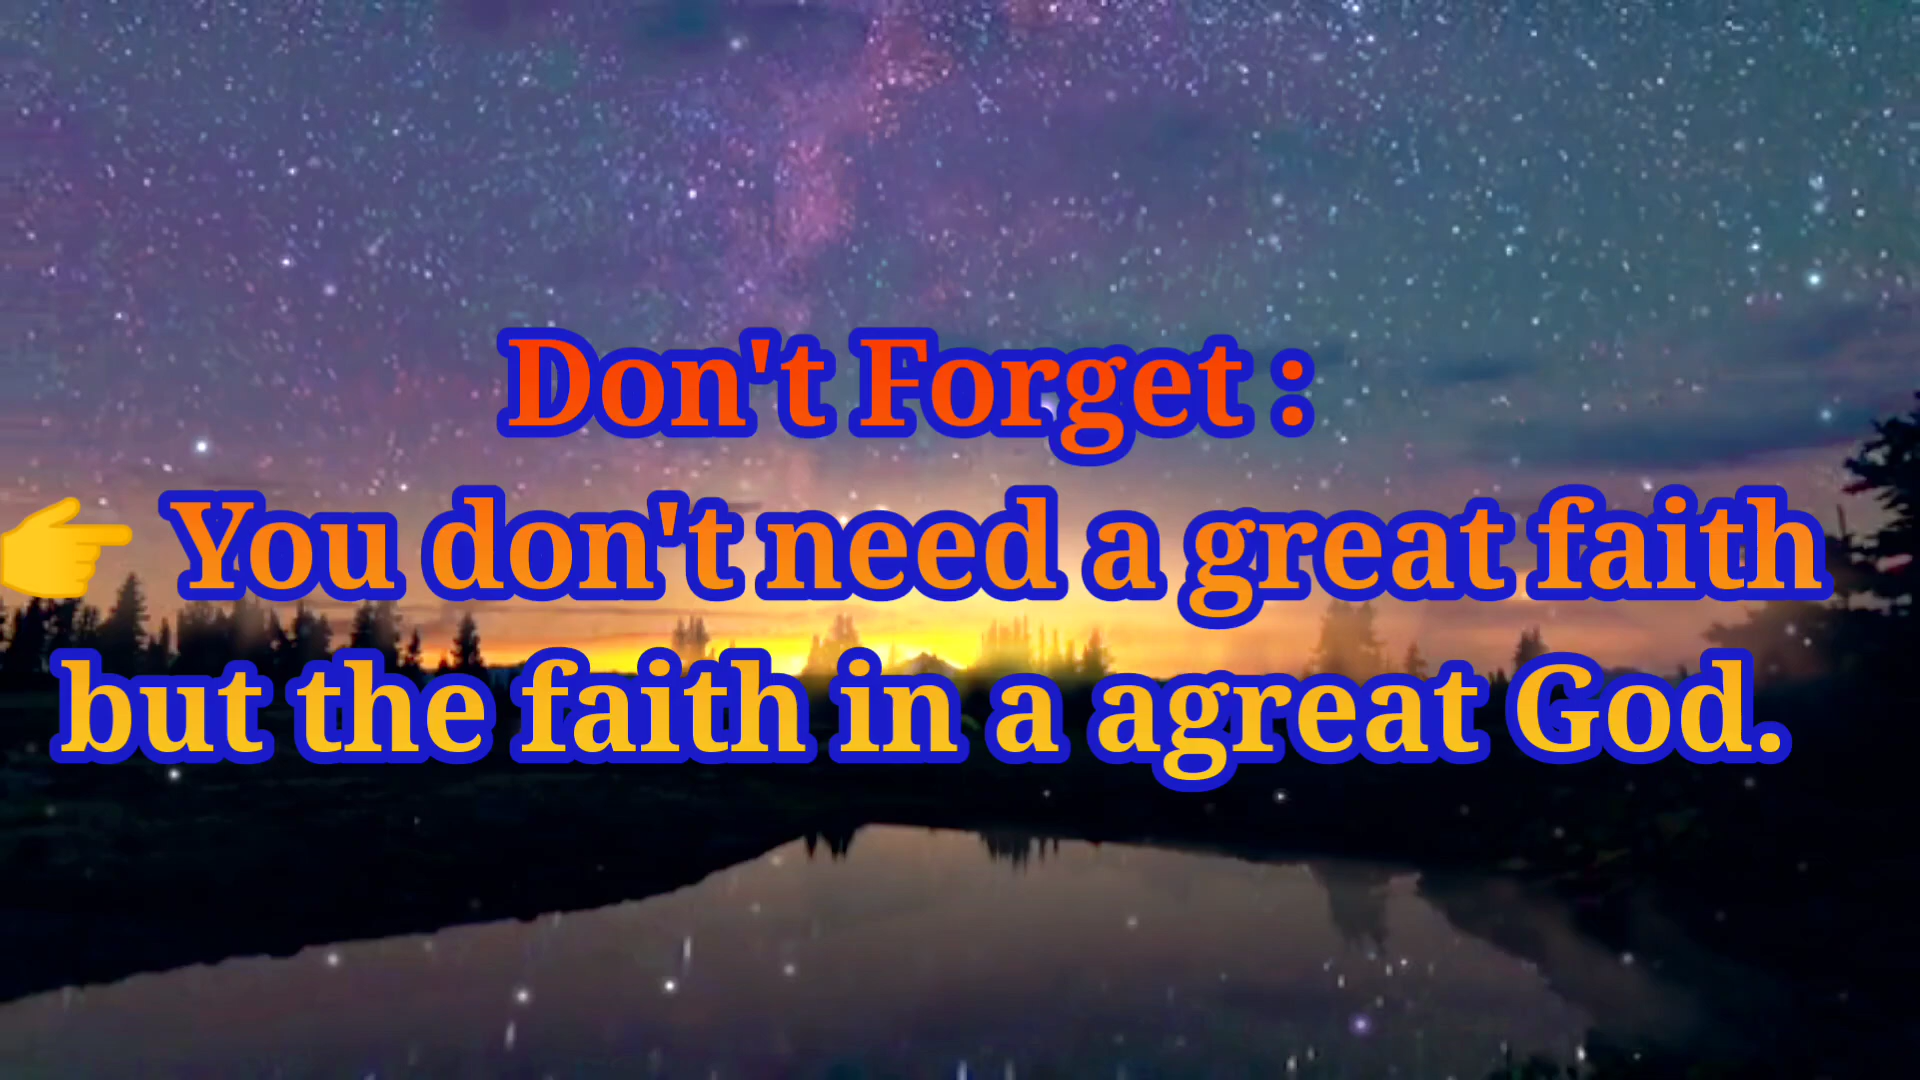 Don't Forget :
👉 You don't need a great faith
but the faith in a agreat God.